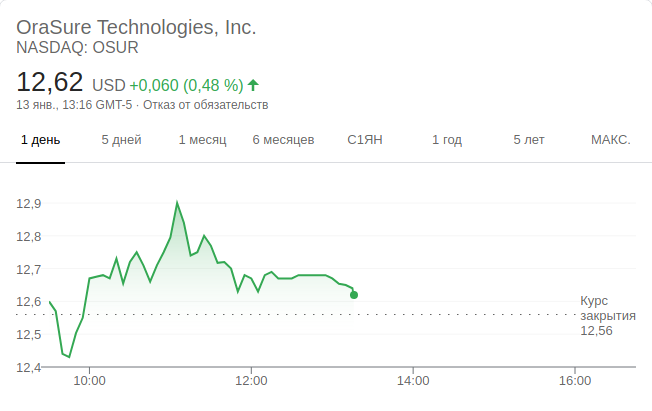 OraSure Technologies, Inc.
NASDAQ: OSUR
12,62 USD +0,060 (0,48 %)
13 янв., 13:16 GMT-5 · Отказ от обязательств
1 день 5 дней 1 месяц 6 месяцев С1ЯН 1 год 5 лет МАКС.
12,9
12,8
12,7
12,6
12,5
12,4
Курс
закрытия
12,56
10:00 12:00 14:00 16:00